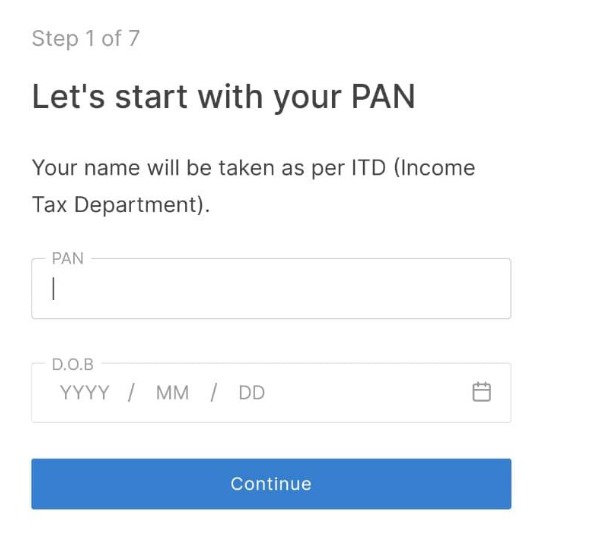 Step 1 of 7
Let's start with your PAN
Your name will be taken as per ITD (Income
Tax Department).
PAN
D.O.B
YYYY / MM / DD
Continue